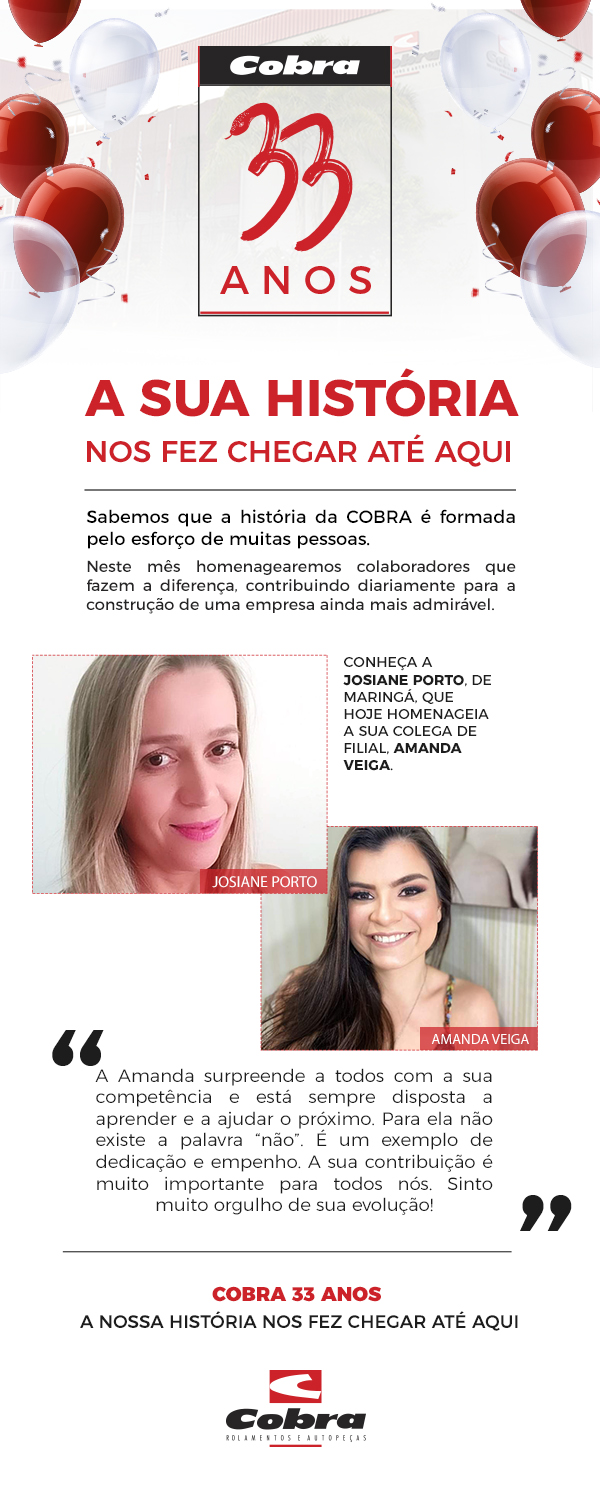 Cobra
Cobra
33
ANOS
A SUA HISTÓRIA
NOS FEZ CHEGAR ATÉ AQUI
Sabemos que a história da COBRA é formada
pelo esforço de muitas pessoas.
Neste mês homenagearemos colaboradores que
fazem a diferença, contribuindo diariamente para a
construção de uma empresa ainda mais admirável.
CONHEÇA A
JOSIANE PORTO, DE
MARINGÁ, QUE
HOJE HOMENAGEIA
A SUA COLEGA DE
FILIAL, AMANDA
VEIGA.
JOSIANE PORTO
AMANDA VEIGA
“
A Amanda surpreende a todos com a sua
competência e está sempre disposta a
aprender e a ajudar o próximo. Para ela não
existe a palavra “não”. É um exemplo de
dedicação e empenho. A sua contribuição é
muito importante para todos nós. Sinto
muito orgulho de sua evolução!
”
COBRA 33 ANOS
A NOSSA HISTÓRIA NOS FEZ CHEGAR ATÉ AQUI
Cobra
ROLAMENTOS E AUTOPEÇAS